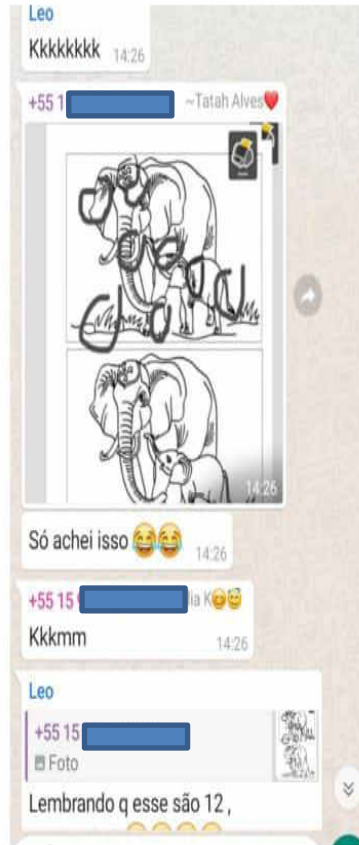 Leo
Kkkkkkkk 14:26
+55 1 ~Tatah Alves❤️
14:26
Só achei isso 😂😂 14:26
+55 15 K😊😇
Kkkmm 14:26
Leo
+55 15
Foto
Lembrando q esse são 12 ,